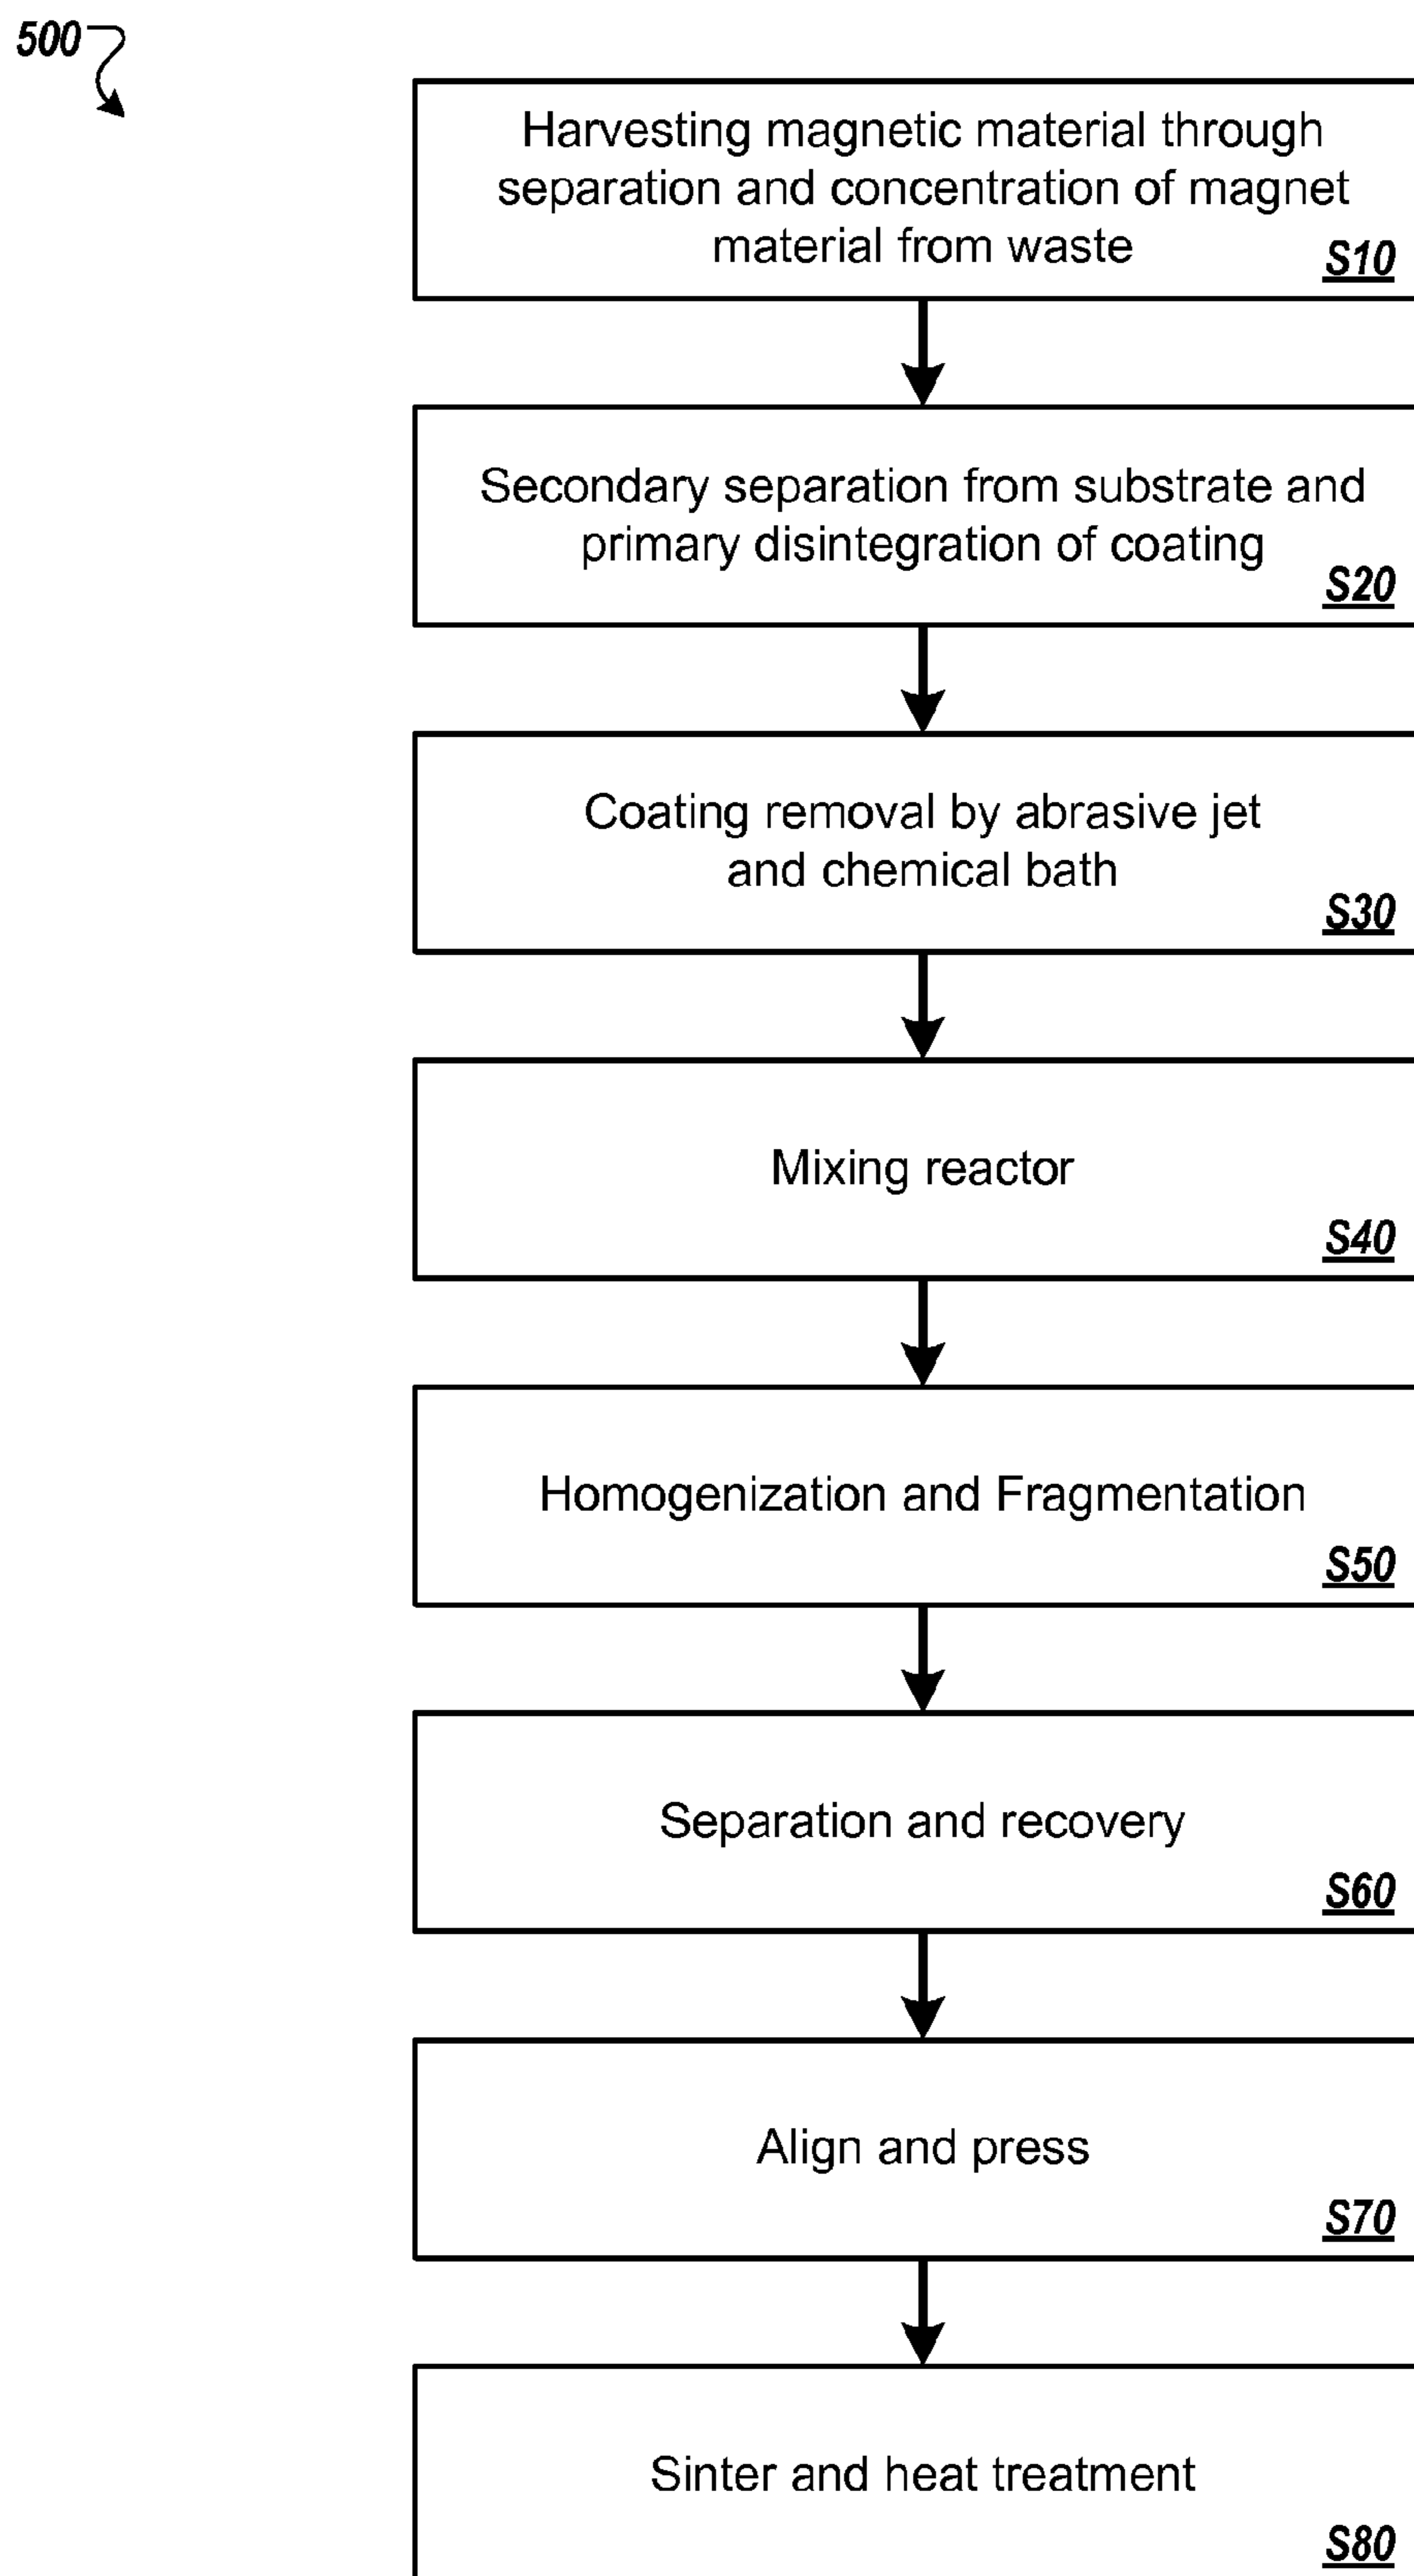 500
Harvesting magnetic material through
separation and concentration of magnet
material from waste
S10
Secondary separation from substrate and
primary disintegration of coating
S20
Coating removal by abrasive jet
and chemical bath
S30
Mixing reactor
S40
Homogenization and Fragmentation
S50
Separation and recovery
S60
Align and press
S70
Sinter and heat treatment
S80